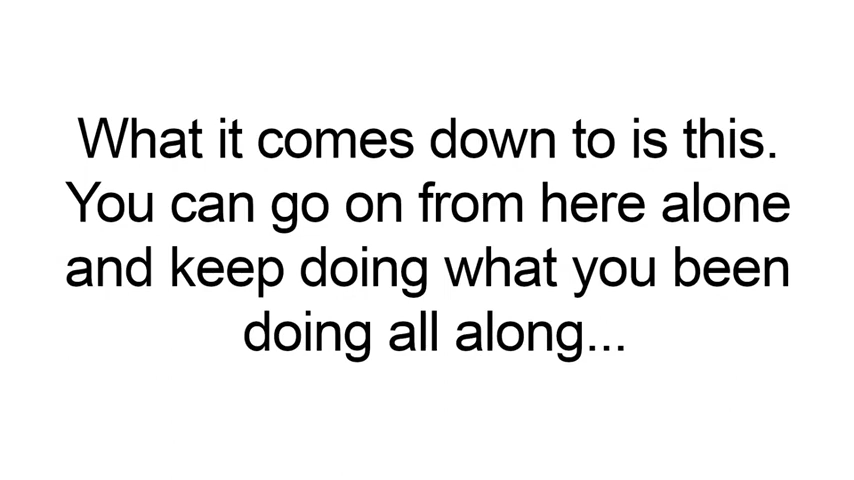 What it comes down to is this.
You can go on from here alone
and keep doing what you been
doing all along...